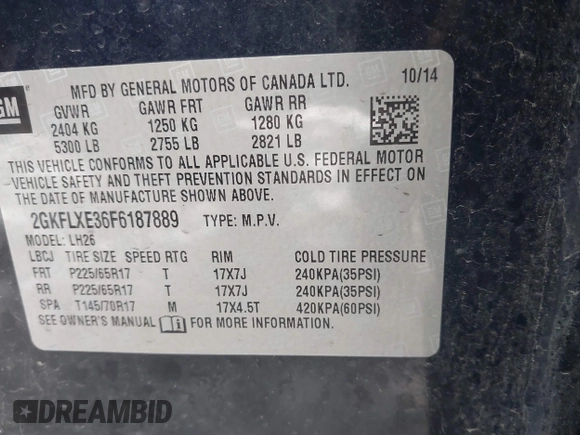 GM
MFD BY GENERAL MOTORS OF CANADA LTD. 10/14
GVWR GAWR FRT GAWR RR
2404 KG 1250 KG 1280 KG
5300 LB 2755 LB 2821 LB
THIS VEHICLE CONFORMS TO ALL APPLICABLE U.S. FEDERAL MOTOR
VEHICLE SAFETY AND THEFT PREVENTION STANDARDS IN EFFECT ON
THE DATE OF MANUFACTURE SHOWN ABOVE.
2GKFLXE36F6187889 TYPE: M.P.V.
MODEL: LH26
LBCJ TIRE SIZE SPEED RTG RIM COLD TIRE PRESSURE
FRT P225/65R17 T 17X7J 240KPA(35PSI)
RR P225/65R17 T 17X7J 240KPA(35PSI)
SPA T145/70R17 M 17X4.5T 420KPA(60PSI)
SEE OWNER'S MANUAL i FOR MORE INFORMATION.
DREAMBID